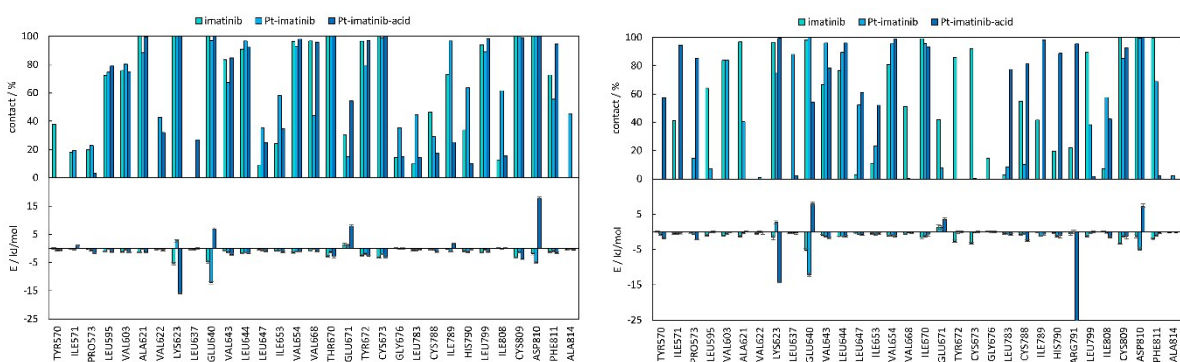 imatinib Pt-imatinib Pt-imatinib-acid
100
80
60
40
20
0
contact / %
15
5
-5
-15
-25
E / kJ/mol
TYR570
ILE571
PRO573
LEU595
VAL603
ALA621
VAL622
LYS623
LEU637
GLU640
VAL643
LEU644
LEU647
ILE653
VAL654
VAL668
THR670
GLU671
TYR672
CYS673
GLY676
LEU783
CYS788
ILE789
HIS790
LEU799
ILE808
CYS809
ASP810
PHE811
ALA814
imatinib Pt-imatinib Pt-imatinib-acid
100
80
60
40
20
0
contact / %
5
-5
-15
-25
E / kJ/mol
TYR570
ILE571
PRO573
LEU595
VAL603
ALA621
VAL622
LYS623
LEU637
GLU640
VAL643
LEU644
LEU647
ILE653
VAL654
VAL668
ILE670
GLU671
TYR672
CYS673
GLY676
LEU783
CYS788
ILE789
HIS790
ARG791
LEU799
ILE808
CYS809
ASP810
PHE811
ALA814